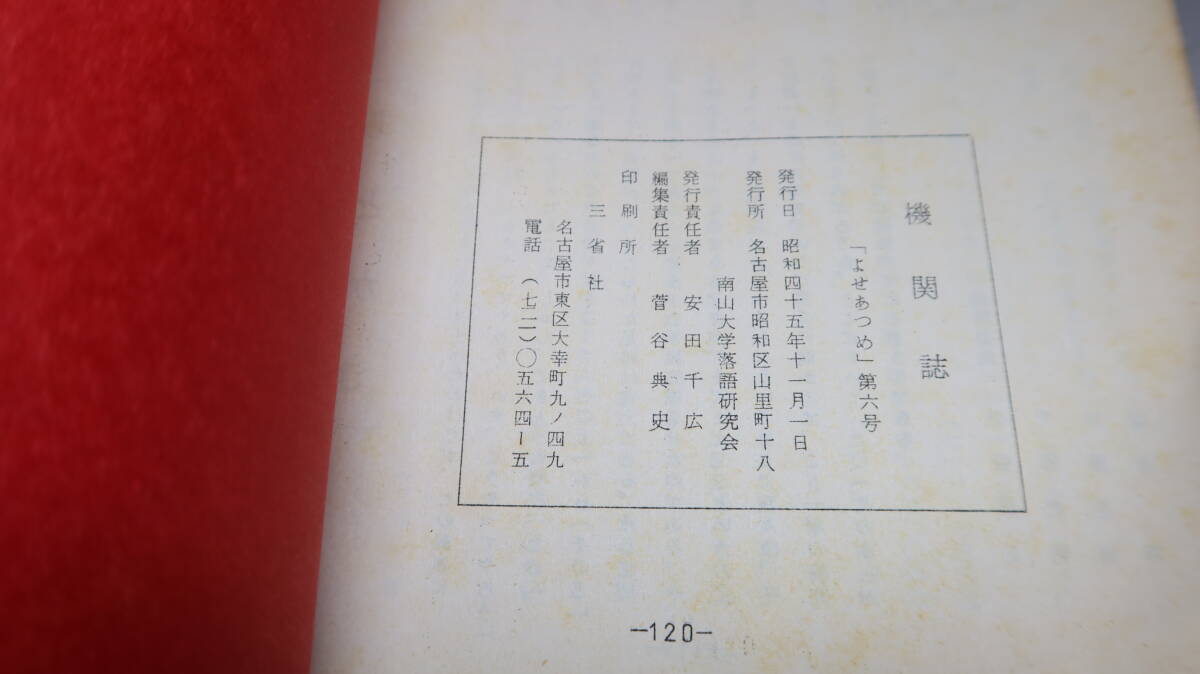 機関誌
「よせあつめ」第六号
発行日 昭和四十五年十一月一日
発行所 名古屋市昭和区山里町十八
南山大学落語研究会
発行責任者 安田千広
編集責任者 菅谷典史
印刷所
三省社
名古屋市東区大幸町九ノ四九
電話(七二一)〇五六四ー五
-120-